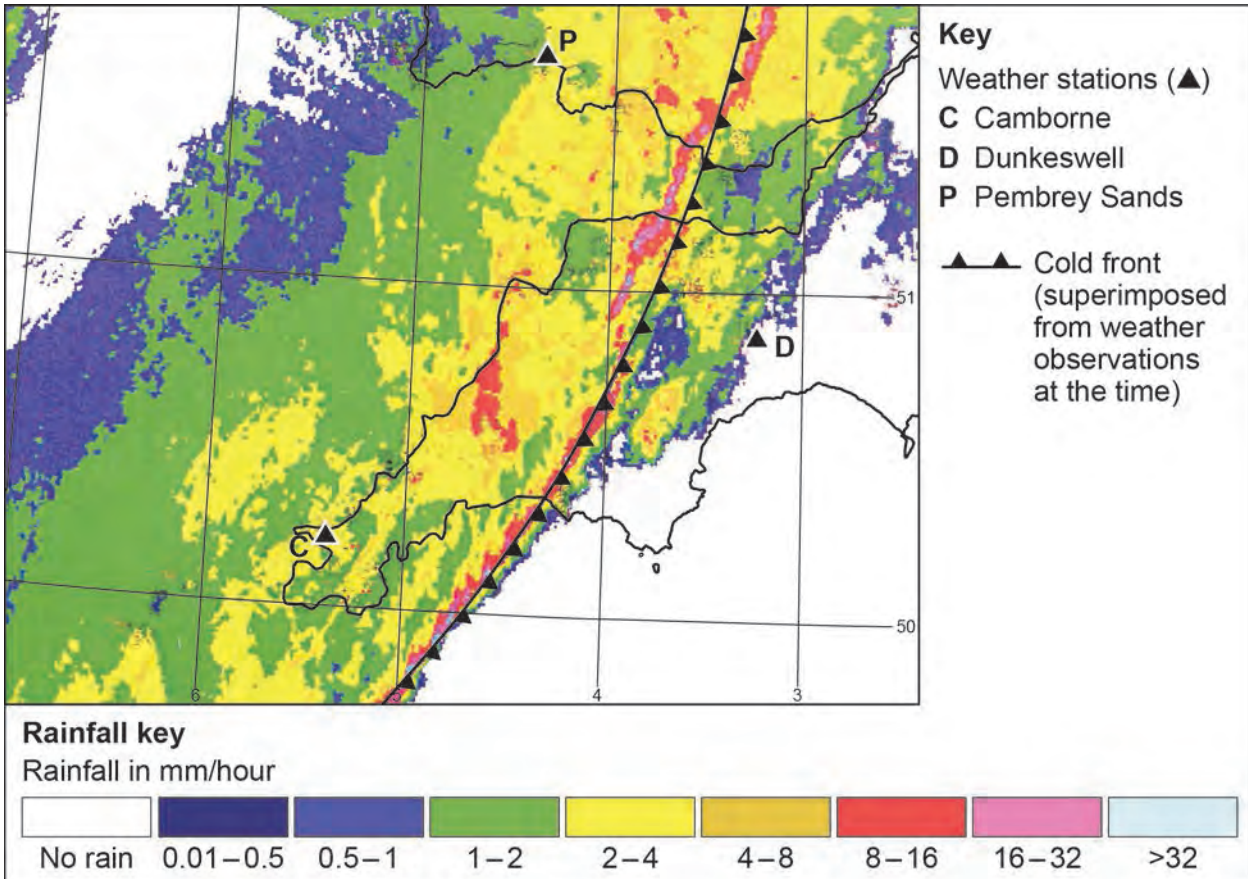 P
51
D
C
50
6
5
4
3
Key
Weather stations (▲)
C Camborne
D Dunkeswell
P Pembrey Sands
Cold front
(superimposed
from weather
observations
at the time)
Rainfall key
Rainfall in mm/hour
No rain 0.01–0.5 0.5–1 1–2 2–4 4–8 8–16 16–32 >32